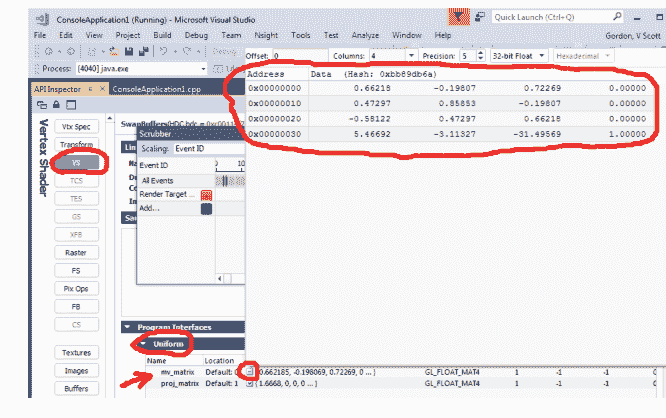 ConsoleApplication1 (Running) - Microsoft Visual Studio
Quick Launch (Ctrl+Q)
File Edit View Project Build Debug Team Nsight Tools Test Analyze Window Help Gordon, V Scott
Process: [4040] java.exe
Offset: 0 Columns: 4 Precision: 5 32-bit Float Hexadecimal
Address Data (Hash: 0xbb89db6a)
0x00000000 0.66218 -0.19807 0.72269 0.00000
0x00000010 0.47297 0.85853 -0.19807 0.00000
0x00000020 -0.58122 0.47297 0.66218 0.00000
0x00000030 5.46692 -3.11327 -31.49569 1.00000
API Inspector ConsoleApplication1.cpp
Vertex Shader
Vtx Spec
Transform
VS
TCS
TES
GS
XFB
Raster
FS
Pix Ops
FB
CS
Textures
Images
Buffers
Scrubber
Scaling: Event ID
Event ID
All Events
Render Target ...
Add...
Program Interfaces
Uniform
Name Location
mv_matrix Default: 0.662185, -0.198069, 0.72269, 0 ... } GL_FLOAT_MAT4 1 -1 -1
proj_matrix Default: 1 { 1.6668, 0, 0, 0 ... } GL_FLOAT_MAT4 1 -1 -1